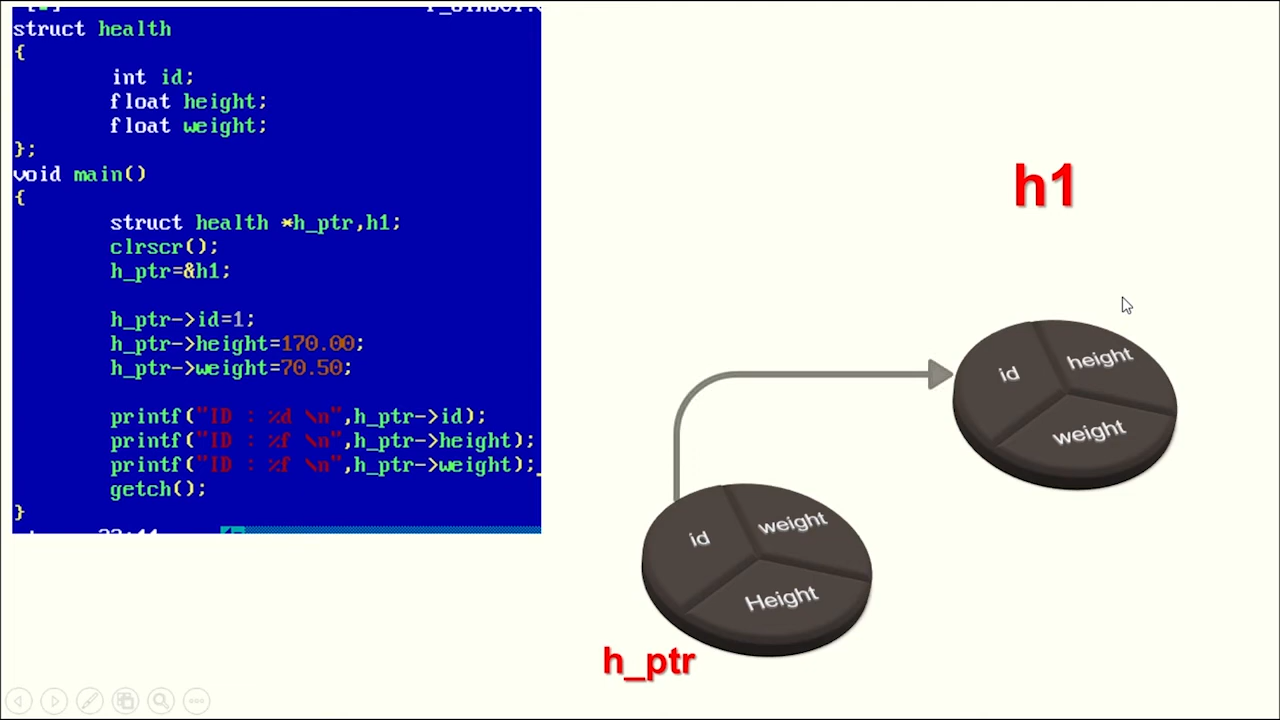 struct health
{
int id;
float height;
float weight;
};
void main()
{
struct health *h_ptr,h1;
clrscr();
h_ptr=&h1;
h_ptr->id=1;
h_ptr->height=170.00;
h_ptr->weight=70.50;
printf("ID : %d \n",h_ptr->id);
printf("ID : %f \n",h_ptr->height);
printf("ID : %f \n",h_ptr->weight);
getch();
}
h1
id
height
weight
id
weight
Height
h_ptr